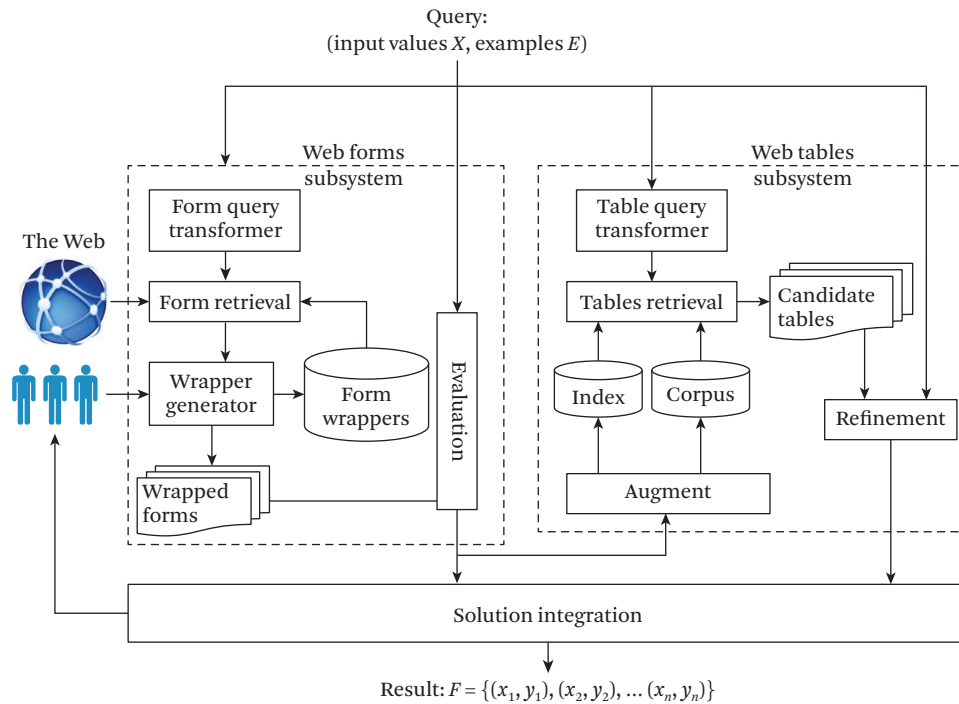 Query:
(input values X, examples E)
Web forms
subsystem
Web tables
subsystem
Form query
transformer
Table query
transformer
The Web
Form retrieval
Tables retrieval
Candidate
tables
Wrapper
generator
Form
wrappers
Evaluation
Index
Corpus
Refinement
Wrapped
forms
Augment
Solution integration
Result: F = {(x₁, y₁), (x₂, y₂), … (xₙ, yₙ)}